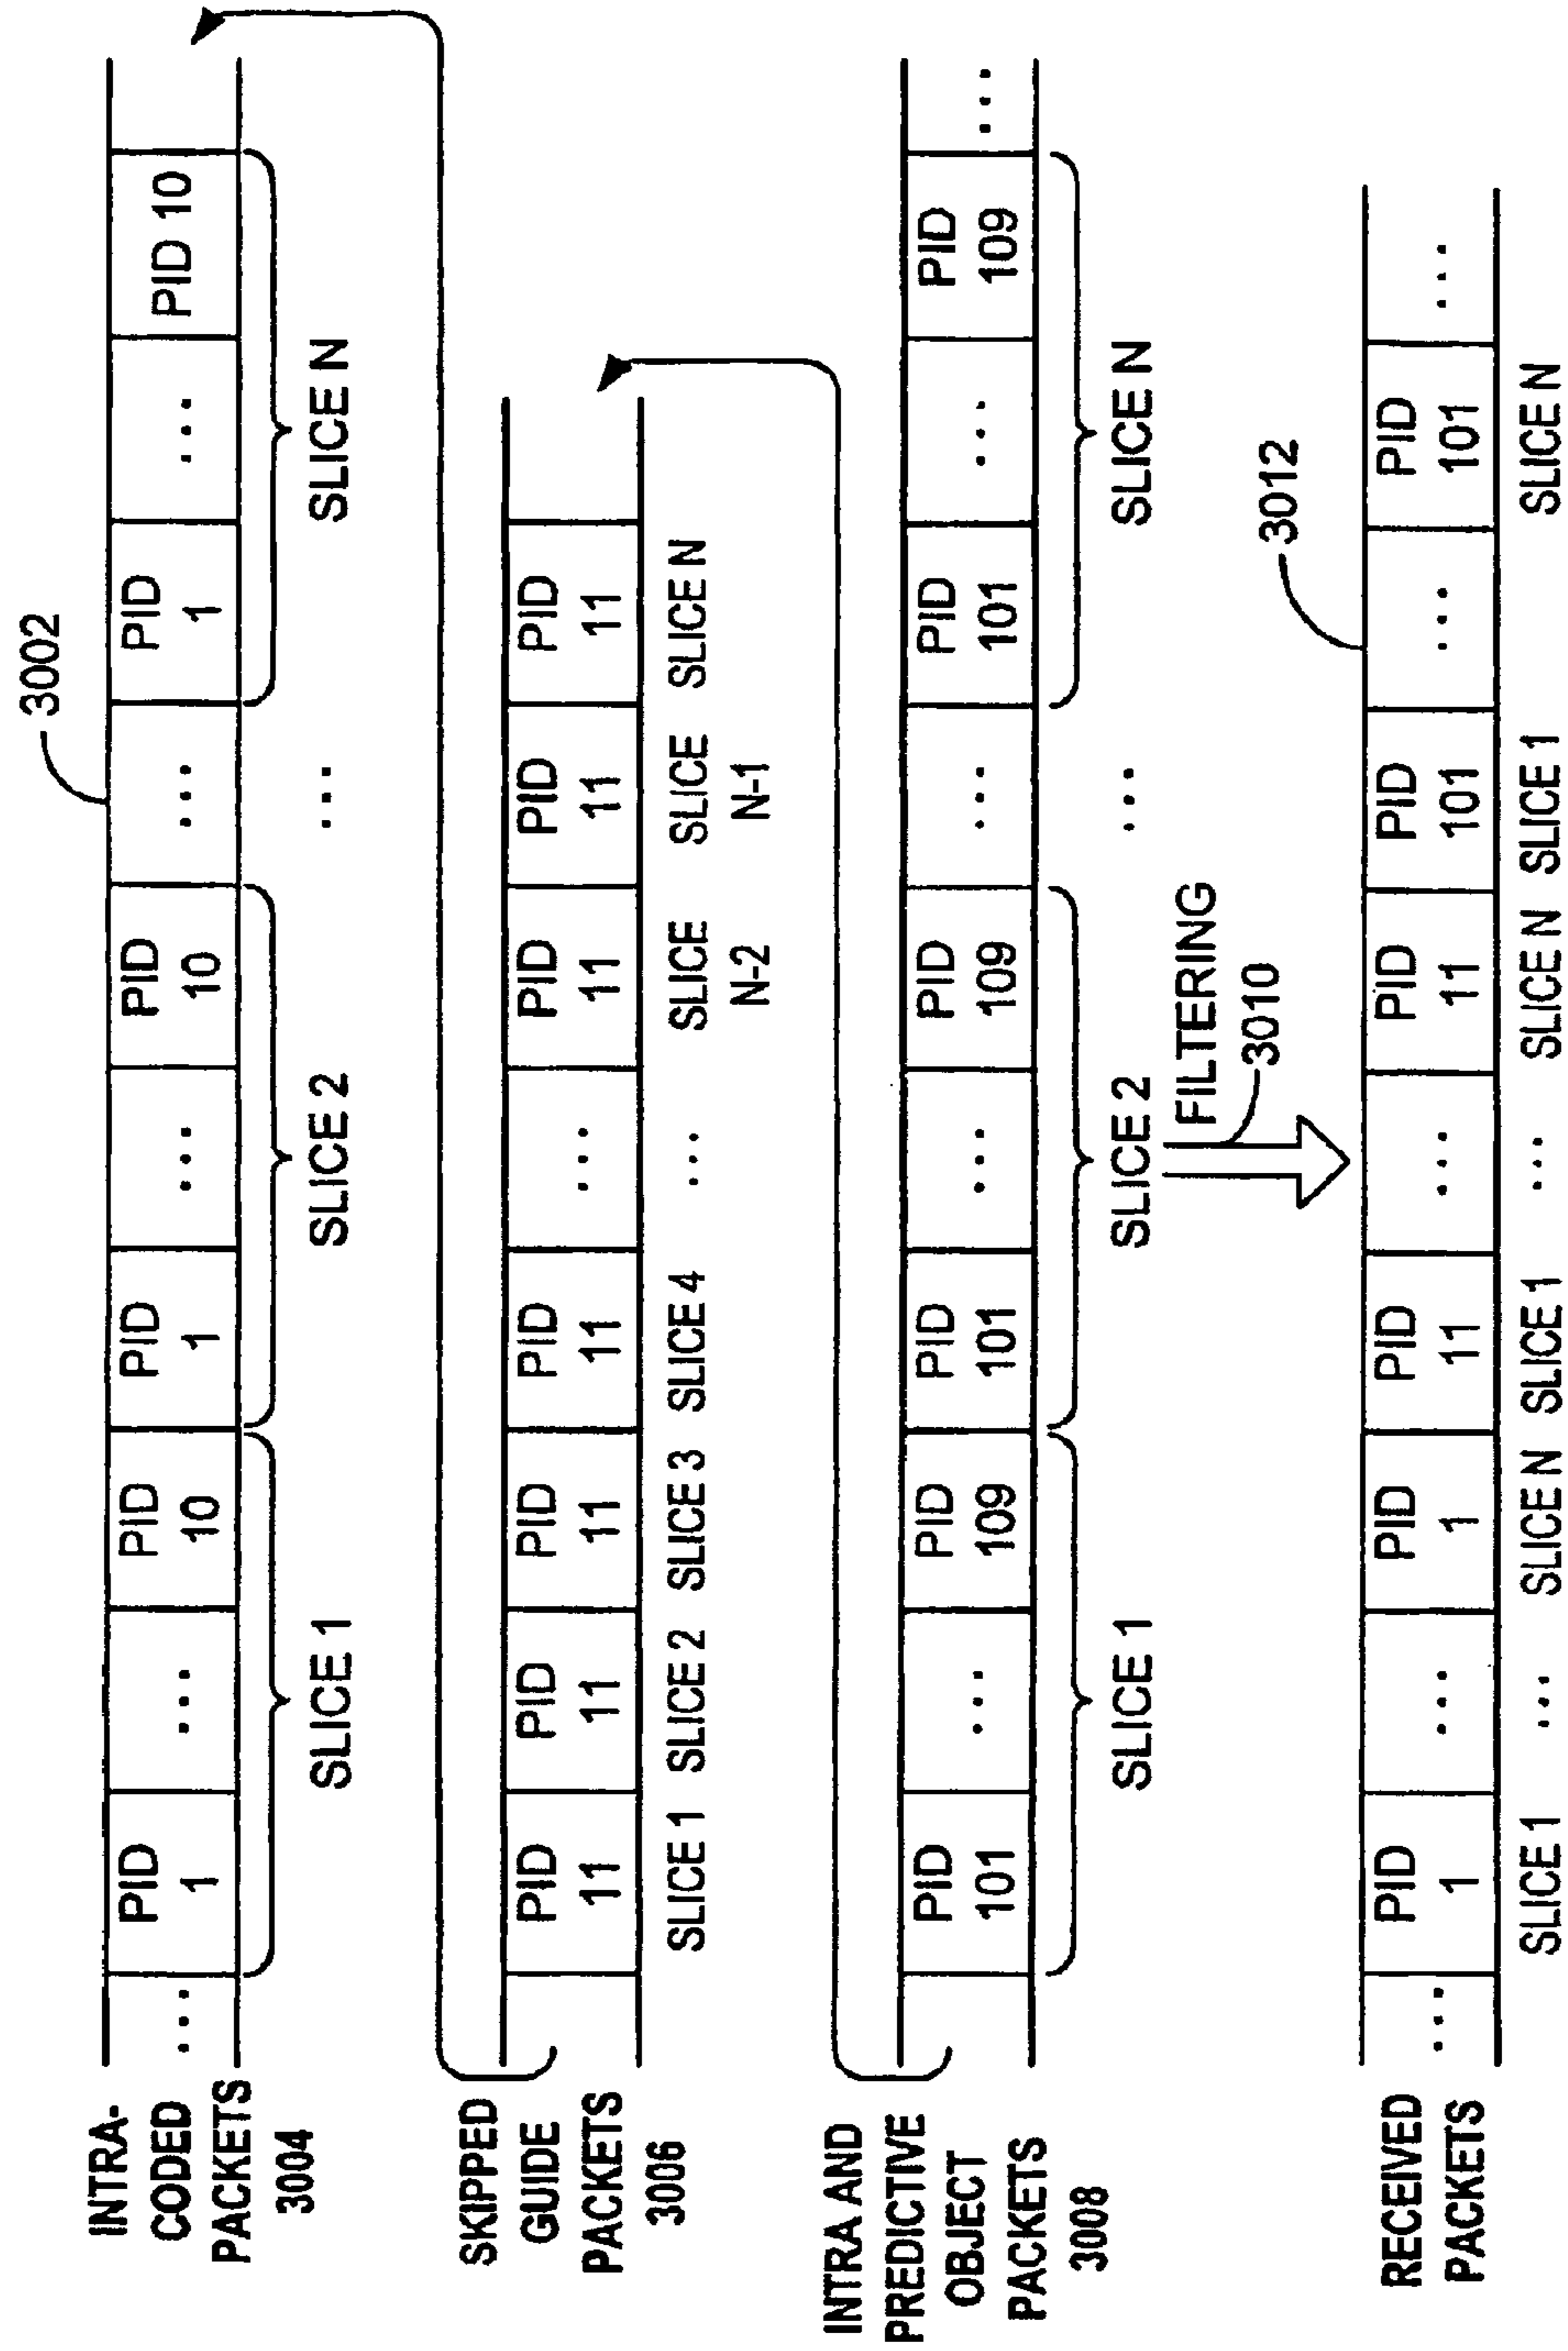 3002
INTRA-
CODED
PACKETS
3004
... PID 1 ... PID 10 PID 1 ... PID 10 ... PID 1 ... PID 10
SLICE 1 SLICE 2 ... SLICE N
SKIPPED
GUIDE
PACKETS
3006
PID 11 PID 11 PID 11 PID 11 ... PID 11 PID 11 PID 11
SLICE 1 SLICE 2 SLICE 3 SLICE 4 ... SLICE N-2 SLICE N-1 SLICE N
INTRA AND
PREDICTIVE
OBJECT
PACKETS
3008
PID 101 ... PID 109 PID 101 ... PID 109 ... PID 101 ... PID 109 ...
SLICE 1 SLICE 2 ... SLICE N
FILTERING
3010
3012
RECEIVED
PACKETS
... PID 1 ... PID 1 PID 11 ... PID 11 PID 101 ... PID 101 ...
SLICE 1 ... SLICE N SLICE 1 ... SLICE N SLICE 1 SLICE N